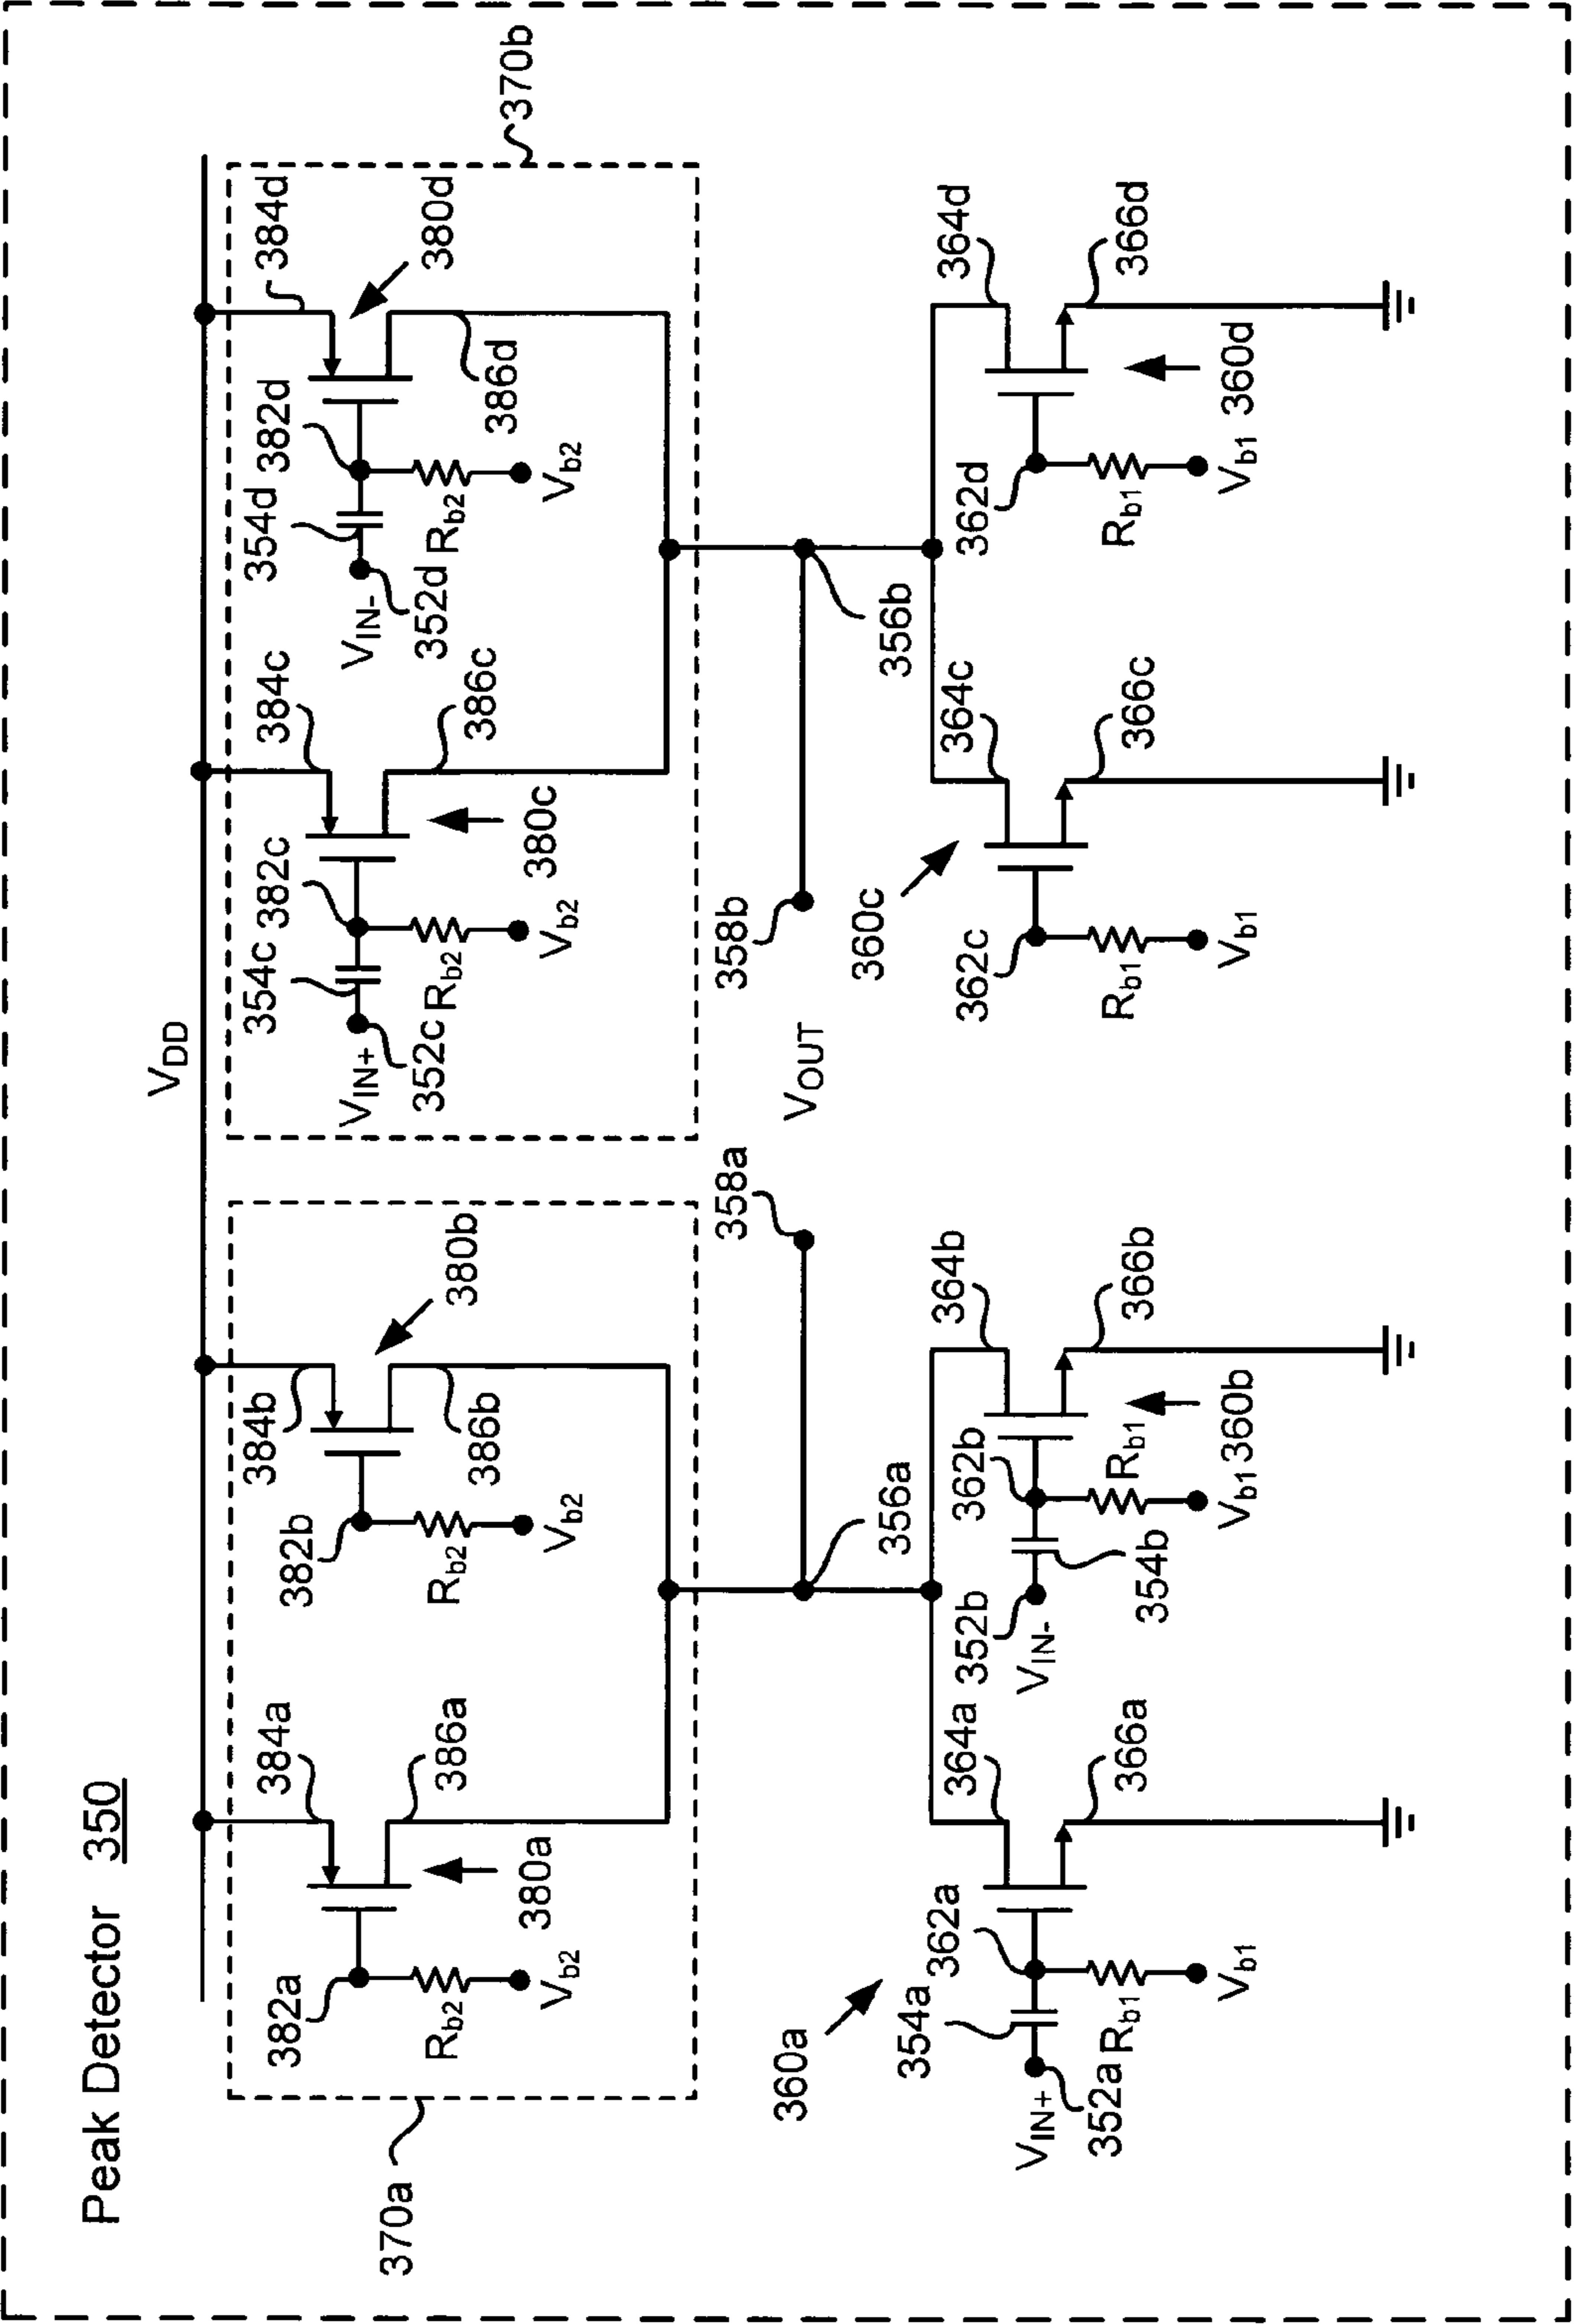 Peak Detector 350
V_DD
370a
370b
384a
384b
384c
384d
380b
380d
382a
382b
354c 382c
354d 382d
386a
386b
386c
386d
V_IN+
V_IN-
352c
352d
R_b2
R_b2
R_b2
R_b2
V_b2
V_b2
V_b2
V_b2
380a
380c
358a
358b
V_OUT
356a
356b
360a
360c
354a 362a
364a
364b
364c
364d
352b
362b
362c
362d
V_IN+
V_IN-
352a
R_b1
R_b1
R_b1
R_b1
366a
366b
366c
366d
354b
V_b1
V_b1
V_b1
V_b1
360b
360d